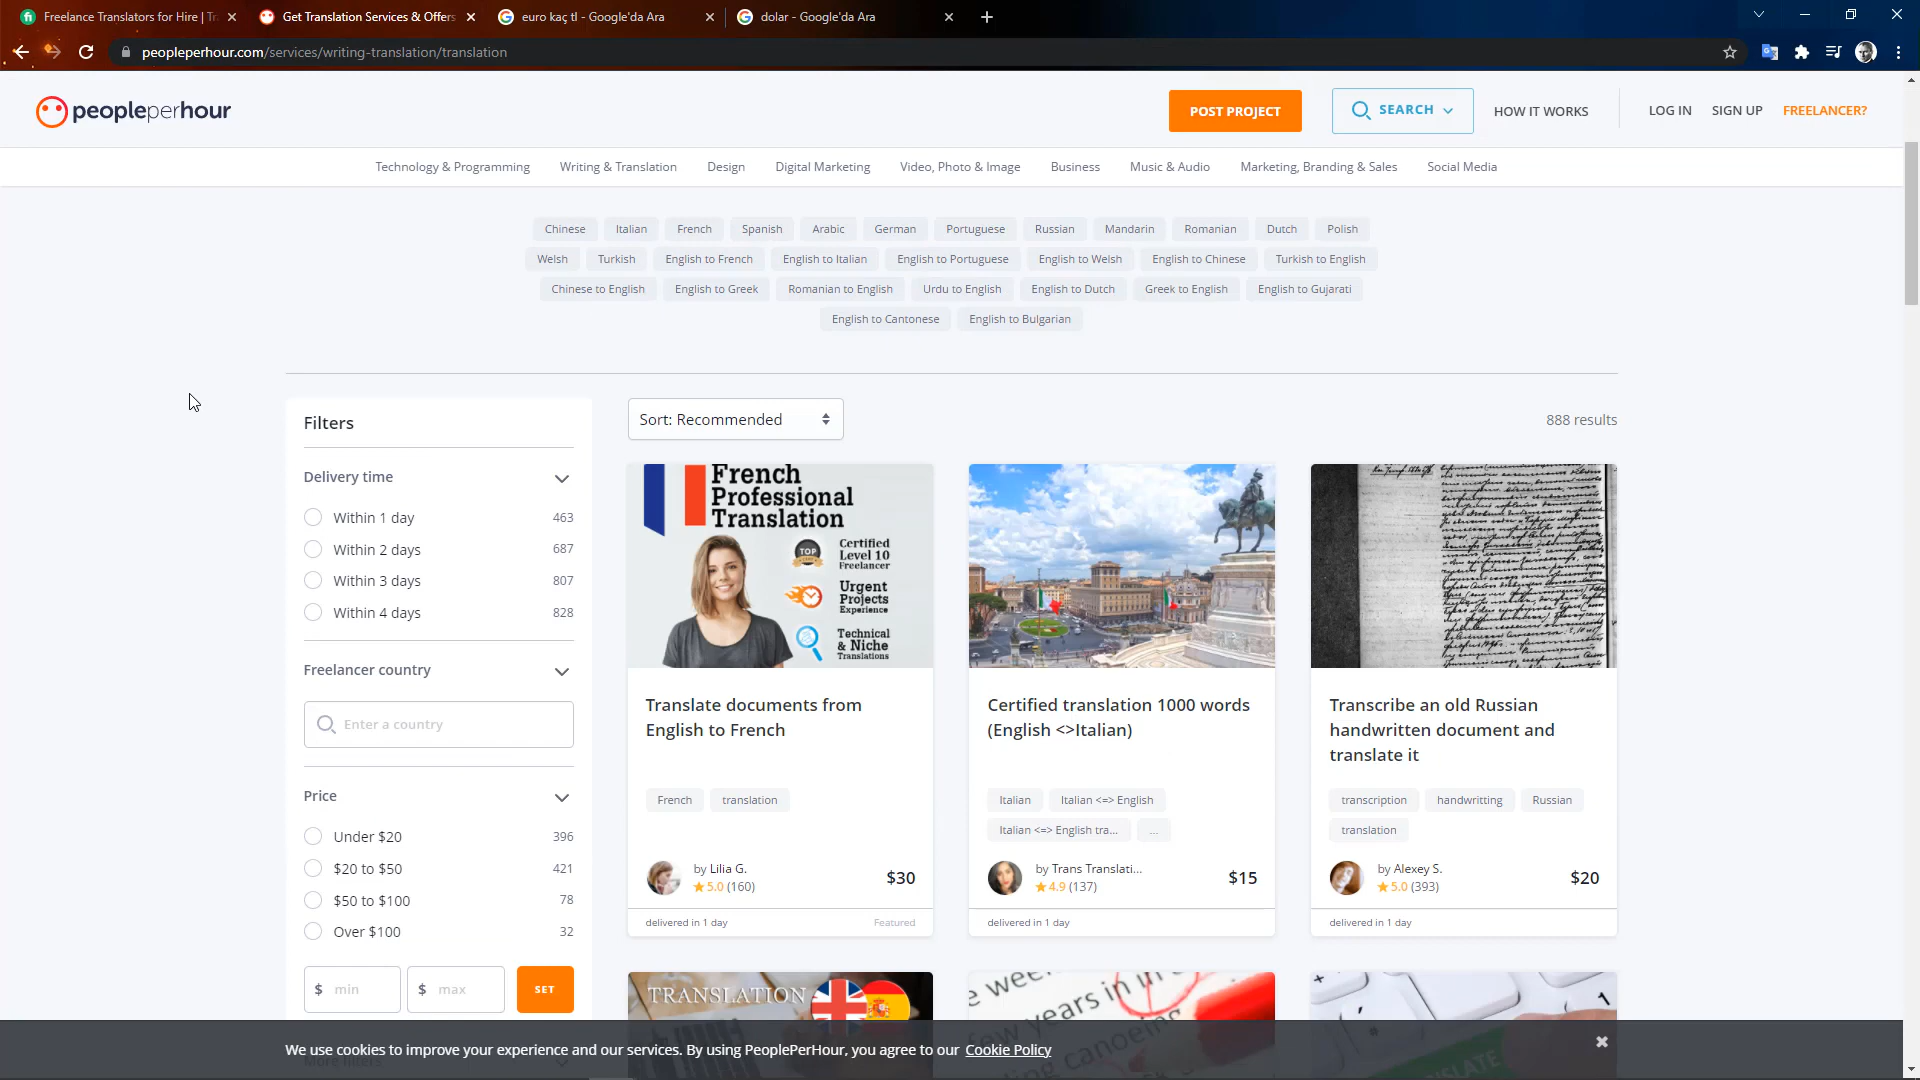 Freelance Translators for Hire | Tr
Get Translation Services & Offers
euro kaç tl - Google'da Ara
dolar - Google'da Ara
peopleperhour.com/services/writing-translation/translation
peopleperhour
POST PROJECT
SEARCH
HOW IT WORKS
LOG IN
SIGN UP
FREELANCER?
Technology & Programming
Writing & Translation
Design
Digital Marketing
Video, Photo & Image
Business
Music & Audio
Marketing, Branding & Sales
Social Media
Chinese Italian French Spanish Arabic German Portuguese Russian Mandarin Romanian Dutch Polish
Welsh Turkish English to French English to Italian English to Portuguese English to Welsh English to Chinese Turkish to English
Chinese to English English to Greek Romanian to English Urdu to English English to Dutch Greek to English English to Gujarati
English to Cantonese English to Bulgarian
Filters
Delivery time
Within 1 day 463
Within 2 days 687
Within 3 days 807
Within 4 days 828
Freelancer country
Enter a country
Price
Under $20 396
$20 to $50 421
$50 to $100 78
Over $100 32
$ min
$ max
SET
Sort: Recommended
888 results
French
Professional
Translation
TOP
Certified
Level 10
Freelancer
Urgent
Projects
Experience
Technical
& Niche
Translations
Translate documents from
English to French
French translation
by Lilia G.
5.0 (160)
$30
delivered in 1 day
Featured
Certified translation 1000 words
(English <>Italian)
Italian Italian <=> English
Italian <=> English tra... ...
by Trans Translati...
4.9 (137)
$15
delivered in 1 day
Transcribe an old Russian
handwritten document and
translate it
transcription handwritting Russian
translation
by Alexey S.
5.0 (393)
$20
delivered in 1 day
TRANSLATION
We use cookies to improve your experience and our services. By using PeoplePerHour, you agree to our Cookie Policy